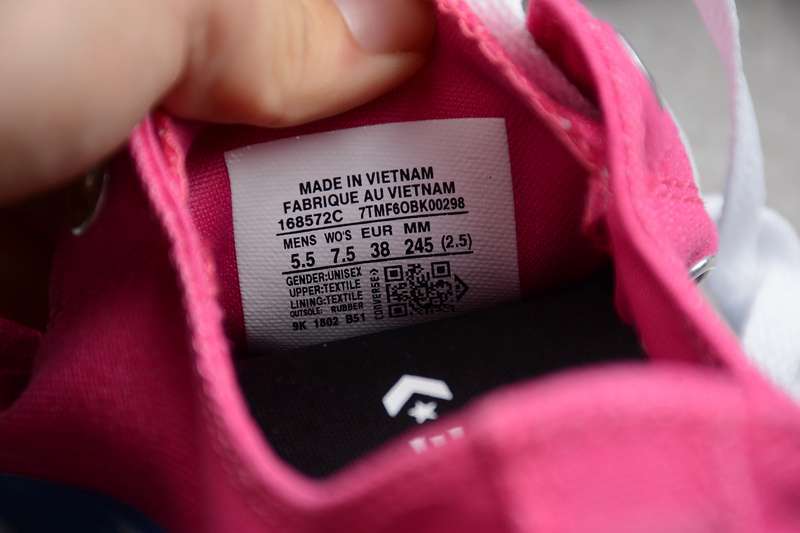 MADE IN VIETNAM
FABRIQUE AU VIETNAM
168572C 7TMF6OBK00298
MENS WO'S EUR MM
5.5 7.5 38 245 (2.5)
GENDER:UNISEX
UPPER:TEXTILE
LINING:TEXTILE
OUTSOLE: RUBBER
9K 1802 B51
CONVERSE